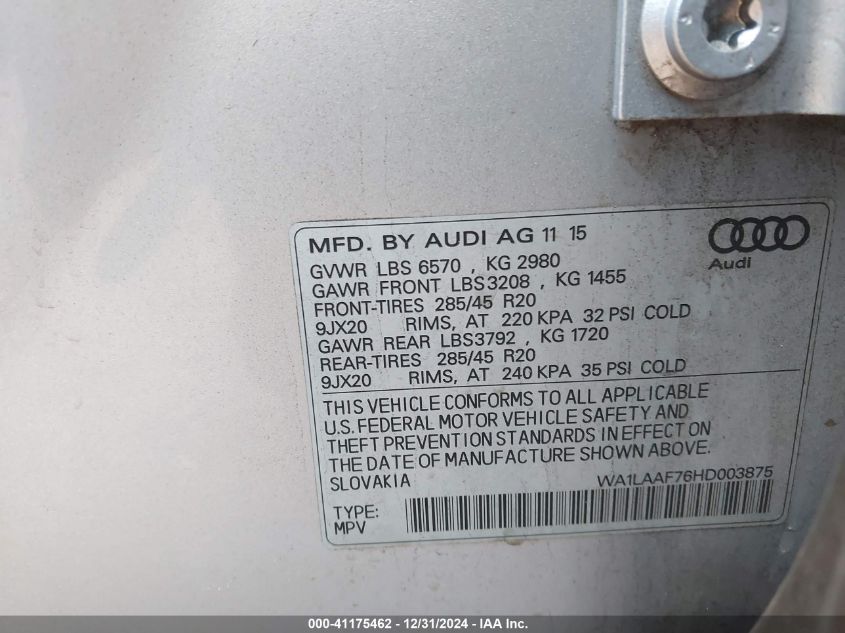 MFD. BY AUDI AG 11 15
Audi
GVWR LBS 6570 , KG 2980
GAWR FRONT LBS3208 , KG 1455
FRONT-TIRES 285/45 R20
9JX20 RIMS, AT 220 KPA 32 PSI COLD
GAWR REAR LBS3792 , KG 1720
REAR-TIRES 285/45 R20
9JX20 RIMS, AT 240 KPA 35 PSI COLD
THIS VEHICLE CONFORMS TO ALL APPLICABLE
U.S. FEDERAL MOTOR VEHICLE SAFETY AND
THEFT PREVENTION STANDARDS IN EFFECT ON
THE DATE OF MANUFACTURE SHOWN ABOVE.
SLOVAKIA WA1LAAF76HD003875
TYPE:
MPV
000-41175462 - 12/31/2024 - IAA Inc.